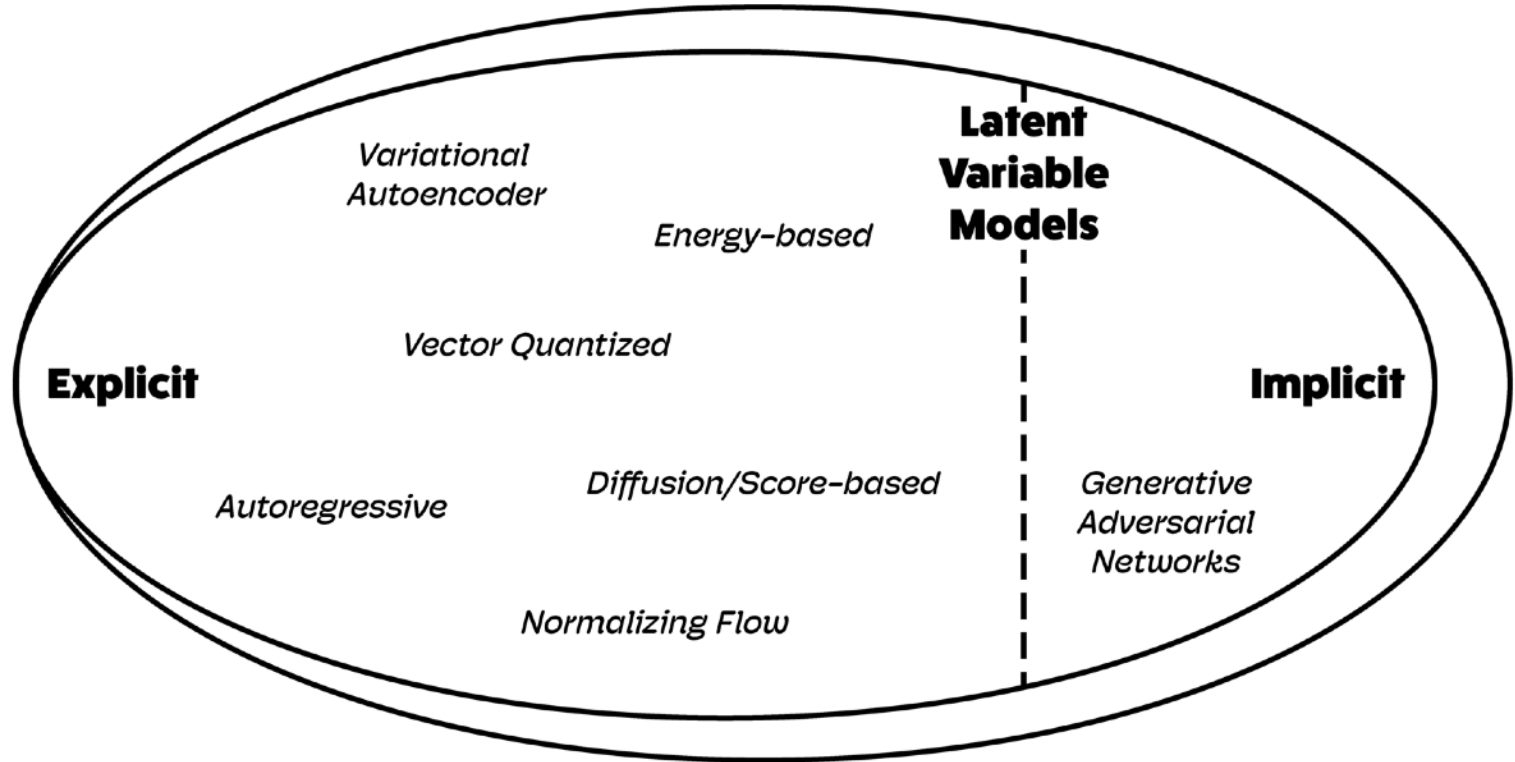 Latent
Variable
Models
Variational
Autoencoder
Energy-based
Vector Quantized
Explicit
Implicit
Autoregressive
Diffusion/Score-based
Generative
Adversarial
Networks
Normalizing Flow